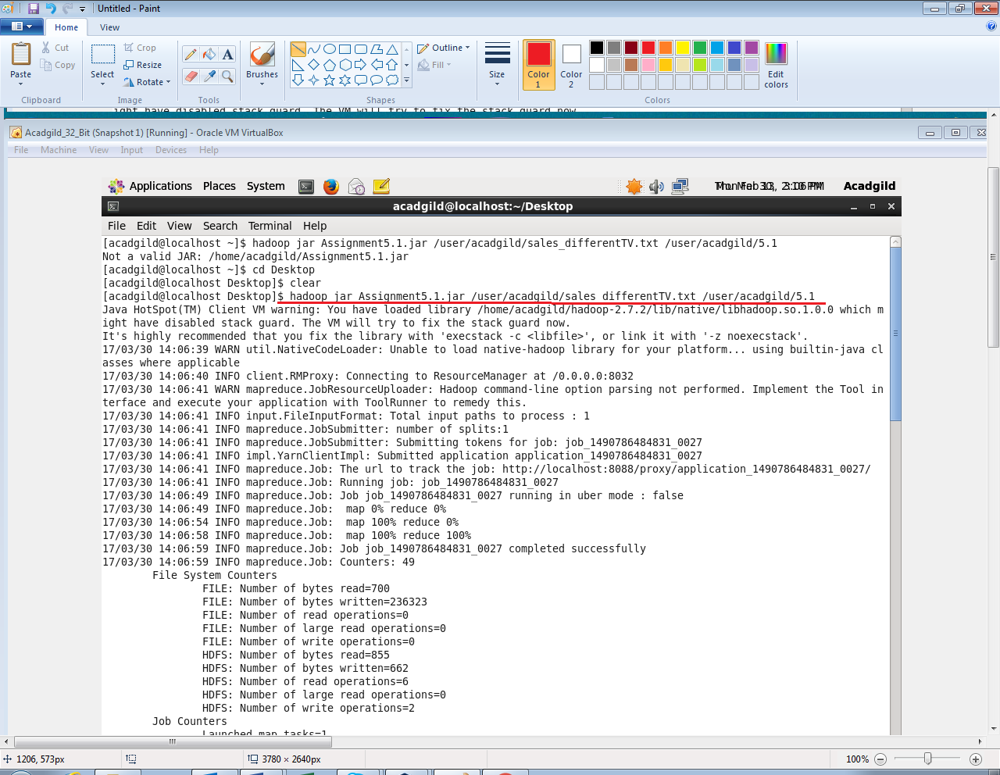 Untitled - Paint
Home
View
Paste
Cut
Copy
Clipboard
Select
Crop
Resize
Rotate
Image
A
Tools
Brushes
Shapes
Outline
Fill
Size
Color 1
Color 2
Edit colors
Colors
ight have disabled stack guard. The VM will try to fix the stack guard now.
Acadgild_32_Bit (Snapshot 1) [Running] - Oracle VM VirtualBox
File Machine View Input Devices Help
Applications Places System
Acadgild
acadgild@localhost:~/Desktop
File Edit View Search Terminal Help
[acadgild@localhost ~]$ hadoop jar Assignment5.1.jar /user/acadgild/sales_differentTV.txt /user/acadgild/5.1
Not a valid JAR: /home/acadgild/Assignment5.1.jar
[acadgild@localhost ~]$ cd Desktop
[acadgild@localhost Desktop]$ clear
[acadgild@localhost Desktop]$ hadoop jar Assignment5.1.jar /user/acadgild/sales_differentTV.txt /user/acadgild/5.1
Java HotSpot(TM) Client VM warning: You have loaded library /home/acadgild/hadoop-2.7.2/lib/native/libhadoop.so.1.0.0 which m
ight have disabled stack guard. The VM will try to fix the stack guard now.
It's highly recommended that you fix the library with 'execstack -c <libfile>', or link it with '-z noexecstack'.
17/03/30 14:06:39 WARN util.NativeCodeLoader: Unable to load native-hadoop library for your platform... using builtin-java cl
asses where applicable
17/03/30 14:06:40 INFO client.RMProxy: Connecting to ResourceManager at /0.0.0.0:8032
17/03/30 14:06:41 WARN mapreduce.JobResourceUploader: Hadoop command-line option parsing not performed. Implement the Tool in
terface and execute your application with ToolRunner to remedy this.
17/03/30 14:06:41 INFO input.FileInputFormat: Total input paths to process : 1
17/03/30 14:06:41 INFO mapreduce.JobSubmitter: number of splits:1
17/03/30 14:06:41 INFO mapreduce.JobSubmitter: Submitting tokens for job: job_1490786484831_0027
17/03/30 14:06:41 INFO impl.YarnClientImpl: Submitted application application_1490786484831_0027
17/03/30 14:06:41 INFO mapreduce.Job: The url to track the job: http://localhost:8088/proxy/application_1490786484831_0027/
17/03/30 14:06:41 INFO mapreduce.Job: Running job: job_1490786484831_0027
17/03/30 14:06:49 INFO mapreduce.Job: Job job_1490786484831_0027 running in uber mode : false
17/03/30 14:06:49 INFO mapreduce.Job:  map 0% reduce 0%
17/03/30 14:06:54 INFO mapreduce.Job:  map 100% reduce 0%
17/03/30 14:06:58 INFO mapreduce.Job:  map 100% reduce 100%
17/03/30 14:06:59 INFO mapreduce.Job: Job job_1490786484831_0027 completed successfully
17/03/30 14:06:59 INFO mapreduce.Job: Counters: 49
File System Counters
FILE: Number of bytes read=700
FILE: Number of bytes written=236323
FILE: Number of read operations=0
FILE: Number of large read operations=0
FILE: Number of write operations=0
HDFS: Number of bytes read=855
HDFS: Number of bytes written=662
HDFS: Number of read operations=6
HDFS: Number of large read operations=0
HDFS: Number of write operations=2
Job Counters
Launched map tasks=1
1206, 573px
3780 × 2640px
100%